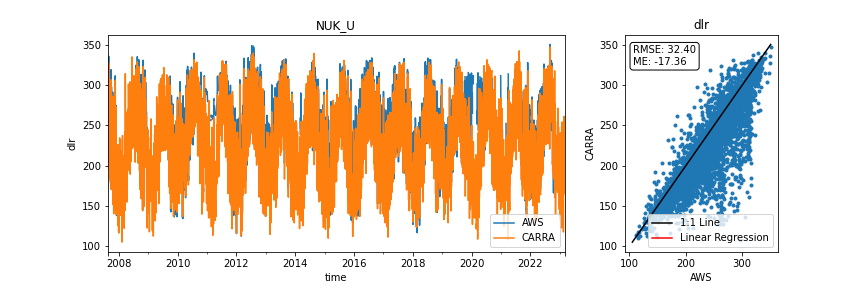 NUK_U
dlr
350
300
250
200
150
100
dlr
2008
2010
2012
2014
2016
2018
2020
2022
time
AWS
CARRA
dlr
RMSE: 32.40
ME: -17.36
350
300
250
200
150
100
CARRA
100
200
300
AWS
1:1 Line
Linear Regression